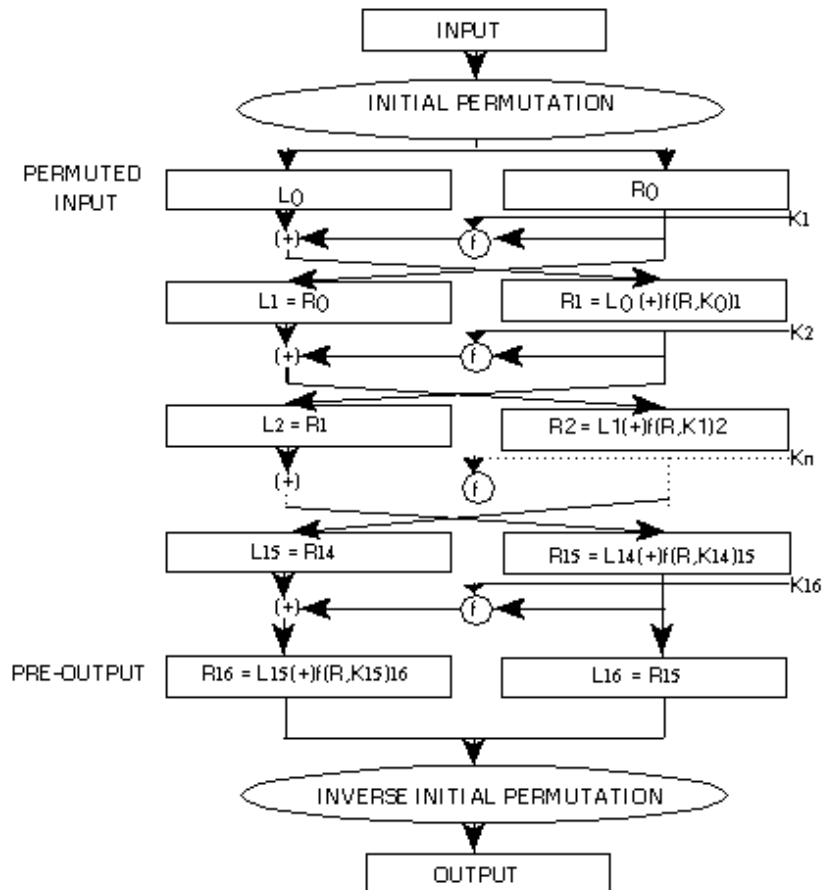 INPUT
INITIAL PERMUTATION
PERMUTED
INPUT
L0
R0
K1
(+)
f
L1 = R0
R1 = L0 (+)f(R,K0)1
K2
(+)
f
L2 = R1
R2 = L1(+)f(R,K1)2
Kn
(+)
f
L15 = R14
R15 = L14(+)f(R,K14)15
K16
(+)
f
PRE-OUTPUT
R16 = L15(+)f(R,K15)16
L16 = R15
INVERSE INITIAL PERMUTATION
OUTPUT